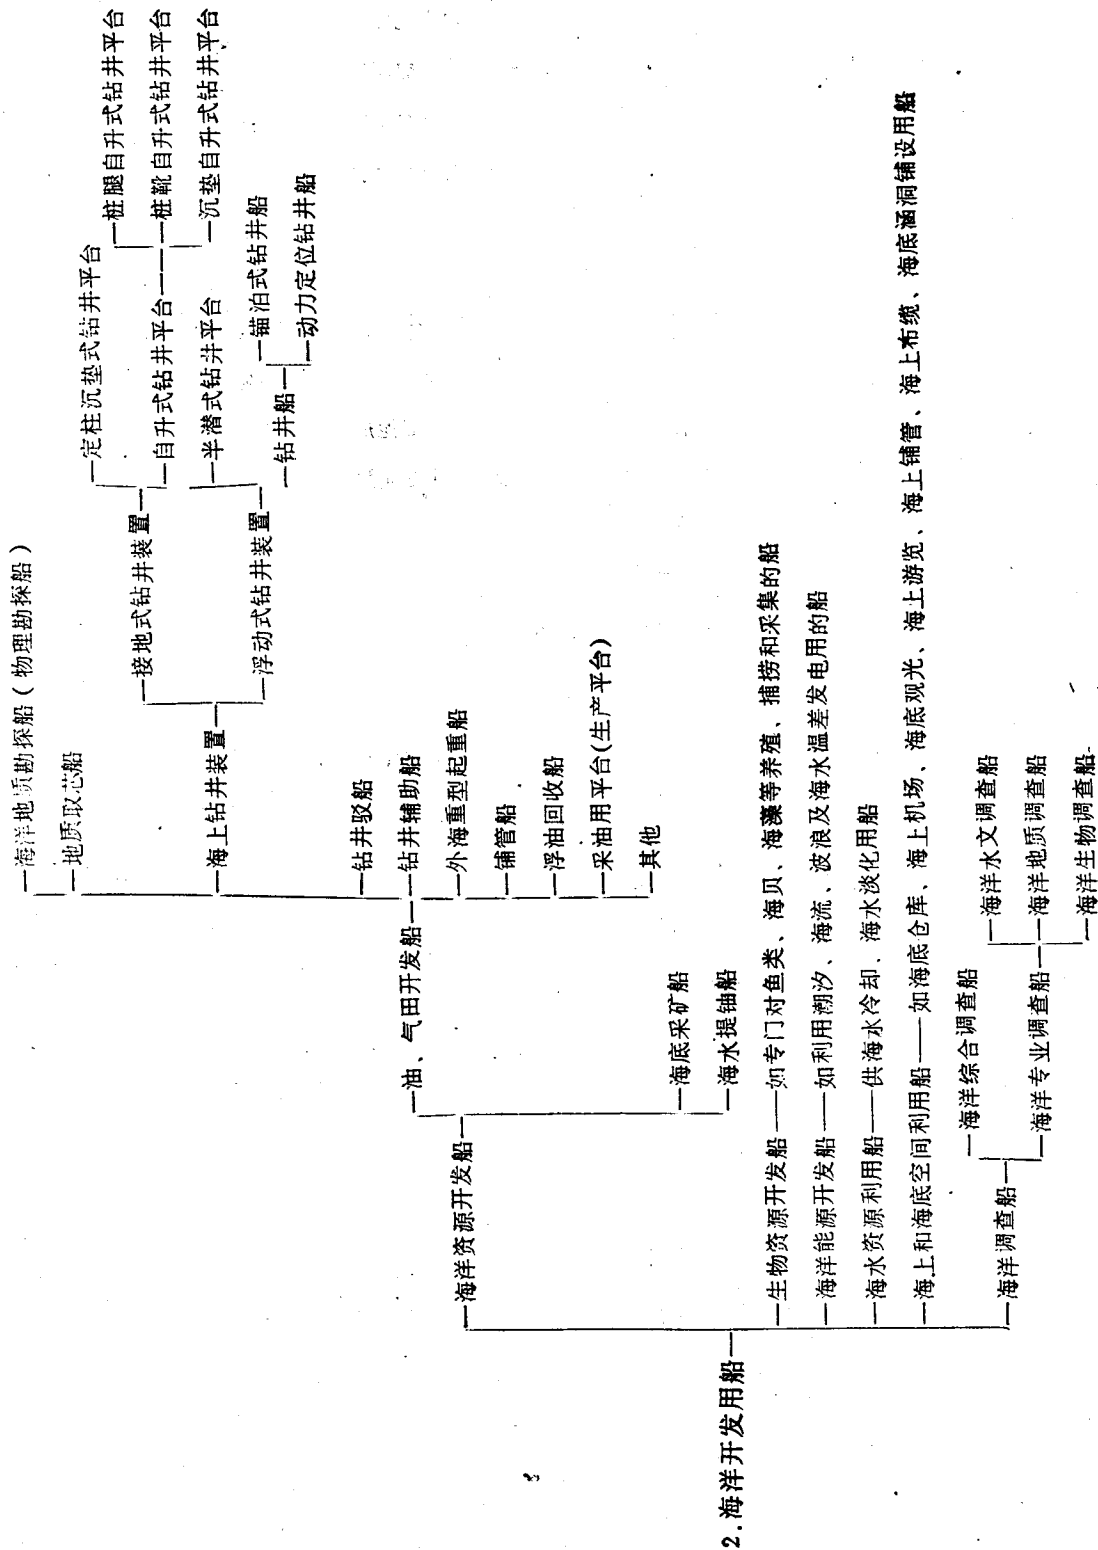 2.海洋开发用船
海洋资源开发船
油、气田开发船
海洋地质勘探船(物理勘探船)
地质取芯船
海上钻井装置
接地式钻井装置
定柱沉垫式钻井平台
自升式钻井平台
桩腿自升式钻井平台
桩靴自升式钻井平台
沉垫自升式钻井平台
浮动式钻井装置
半潜式钻井平台
钻井船
锚泊式钻井船
动力定位钻井船
钻井驳船
钻井辅助船
外海重型起重船
铺管船
浮油回收船
采油用平台(生产平台)
其他
海底采矿船
海水提铀船
生物资源开发船——如专门对鱼类、海贝、海藻等养殖、捕捞和采集的船
海洋能源开发船——如利用潮汐、海流、波浪及海水温差发电用的船
海水资源利用船——供海水冷却、海水淡化用船
海上和海底空间利用船——如海底仓库、海上机场、海底观光、海上游览、海上铺管、海上布缆、海底涵洞铺设用船
海洋调查船
海洋综合调查船
海洋专业调查船
海洋水文调查船
海洋地质调查船
海洋生物调查船